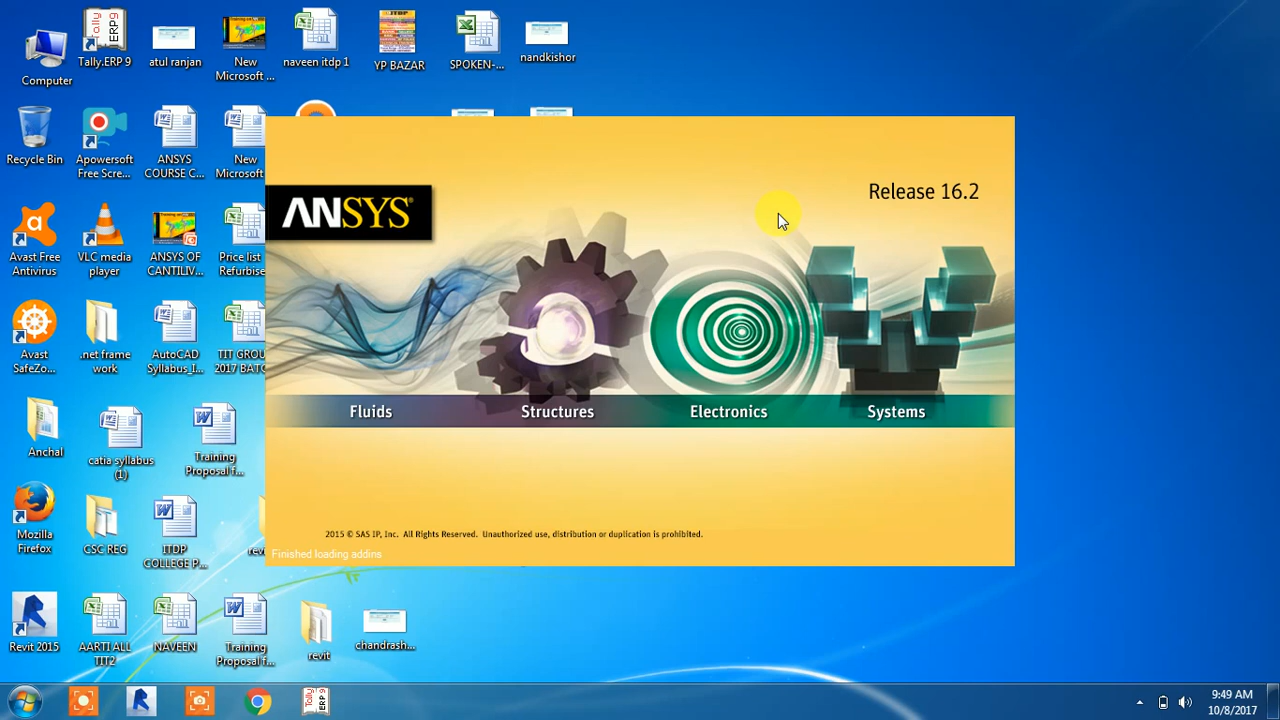 Computer
Tally.ERP 9
atul ranjan
New
Microsoft ...
naveen itdp 1
YP BAZAR
SPOKEN-...
nandkishor
Recycle Bin
Apowersoft
Free Scre...
ANSYS
COURSE C...
New
Microsoft
Avast Free
Antivirus
VLC media
player
ANSYS OF
CANTILIV...
Price list
Refurbise
Avast
SafeZo...
.net frame
work
AutoCAD
Syllabus_I...
TIT GROU
2017 BATC
Anchal
catia syllabus
(1)
Training
Proposal f...
Mozilla
Firefox
CSC REG
ITDP
COLLEGE P...
rev
Revit 2015
AARTI ALL
TIT2
NAVEEN
Training
Proposal f...
revit
chandrash...
ANSYS®
Release 16.2
Fluids
Structures
Electronics
Systems
2015 © SAS IP, Inc. All Rights Reserved. Unauthorized use, distribution or duplication is prohibited.
Finished loading addins
9:49 AM
10/8/2017